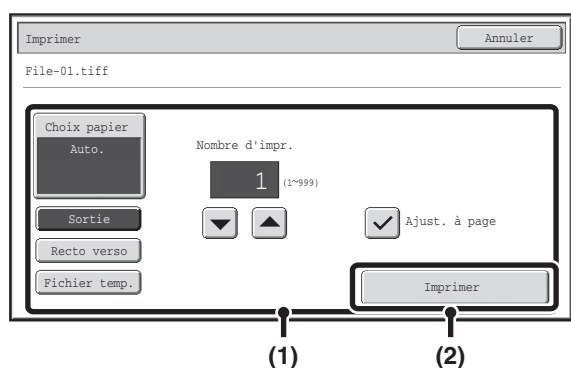 Imprimer
Annuler
File-01.tiff
Choix papier
Auto.
Nombre d'impr.
1 (1~999)
Sortie
Ajust. à page
Recto verso
Fichier temp.
Imprimer
(1)
(2)